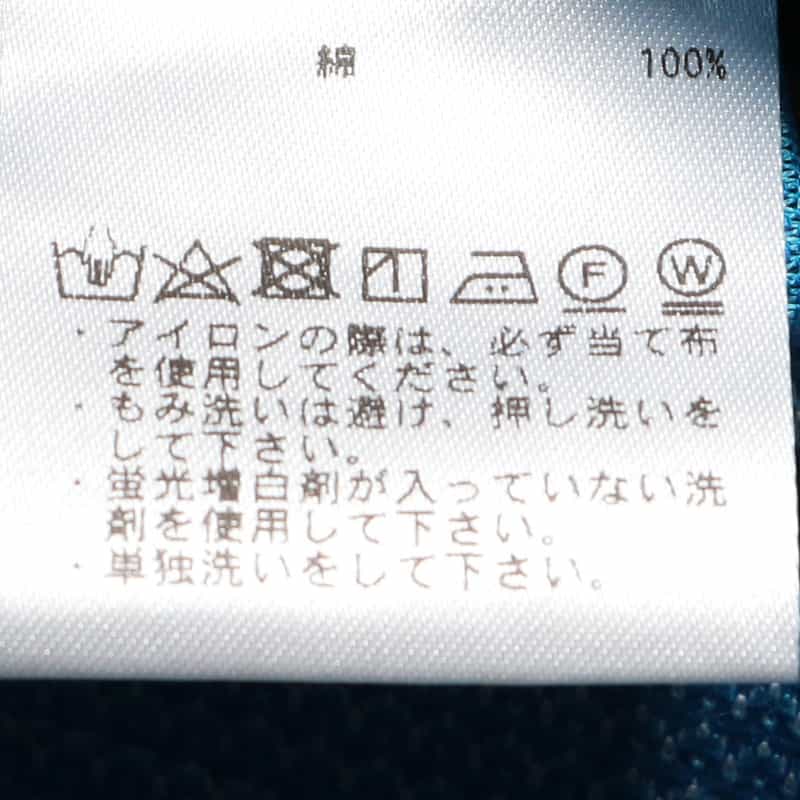 綿 100%
F W
・アイロンの際は、必ず当て布
を使用してください。
・もみ洗いは避け、押し洗いを
して下さい。
・蛍光増白剤が入っていない洗
剤を使用して下さい。
・単独洗いをして下さい。